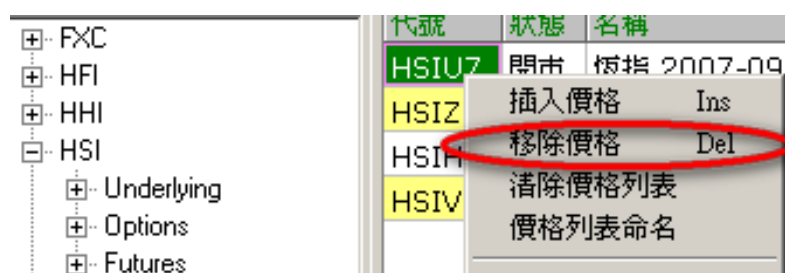 FXC
HFI
HHI
HSI
Underlying
Options
Futures
代號 狀態 名稱
HSIU7 開市 恆指 2007-09
HSIZ
HSIH
HSIV
插入價格 Ins
移除價格 Del
清除價格列表
價格列表命名